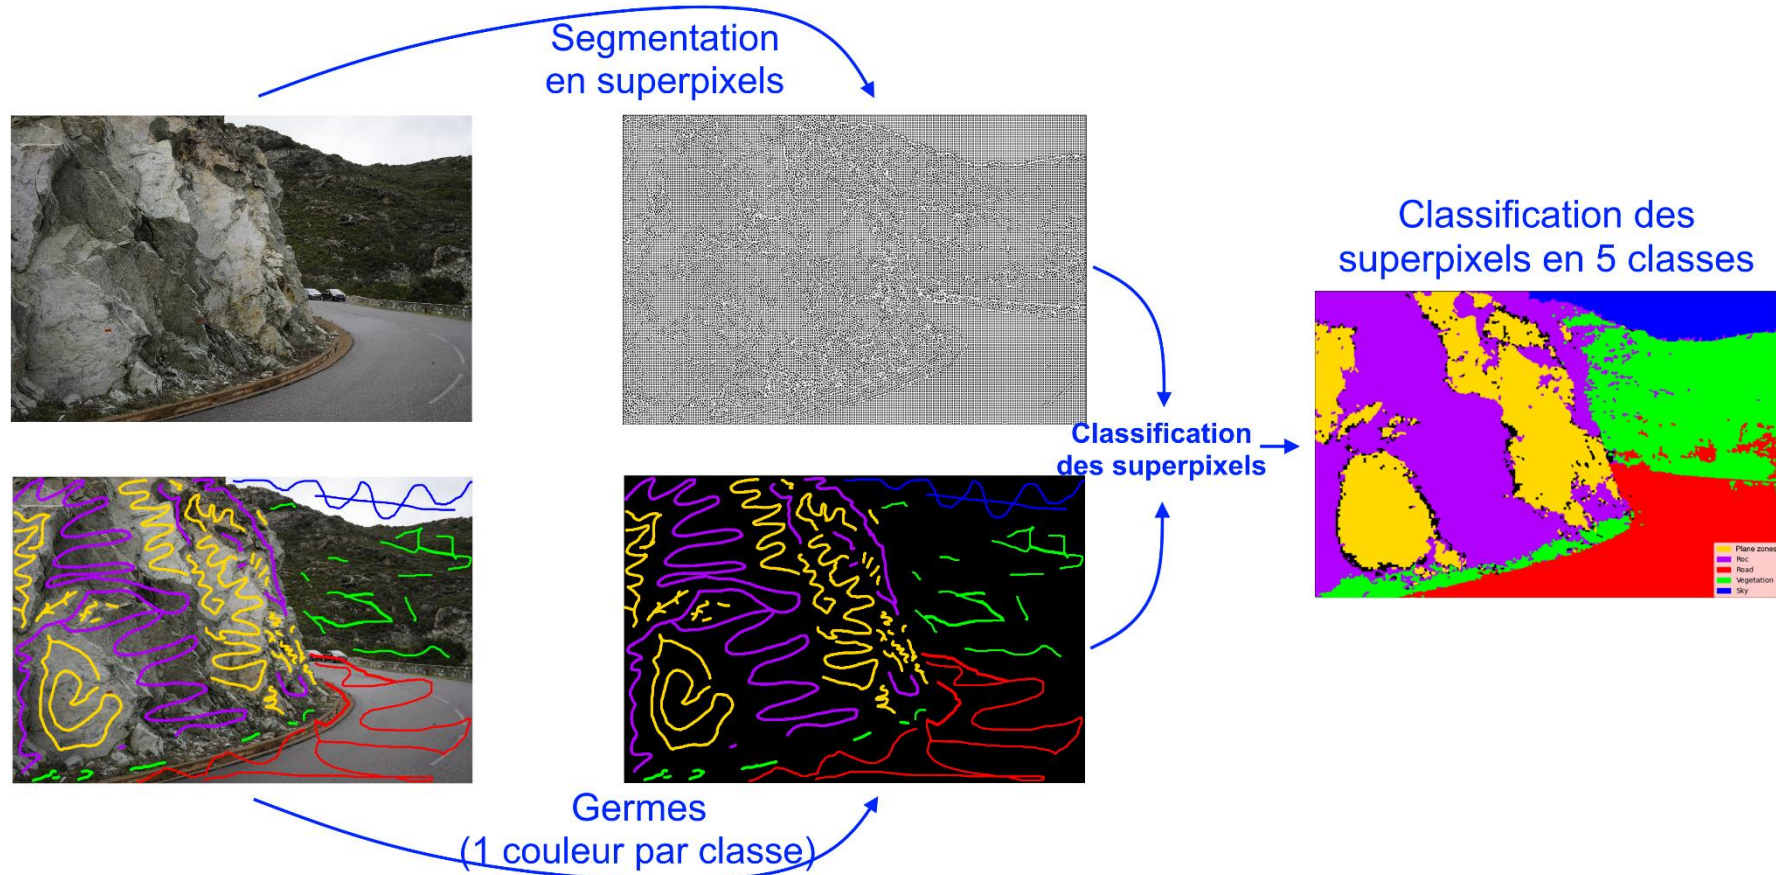 Segmentation
en superpixels
Classification des
superpixels en 5 classes
Classification
des superpixels
Plane zones
Roc
Road
Vegetation
Sky
Germes
(1 couleur par classe)